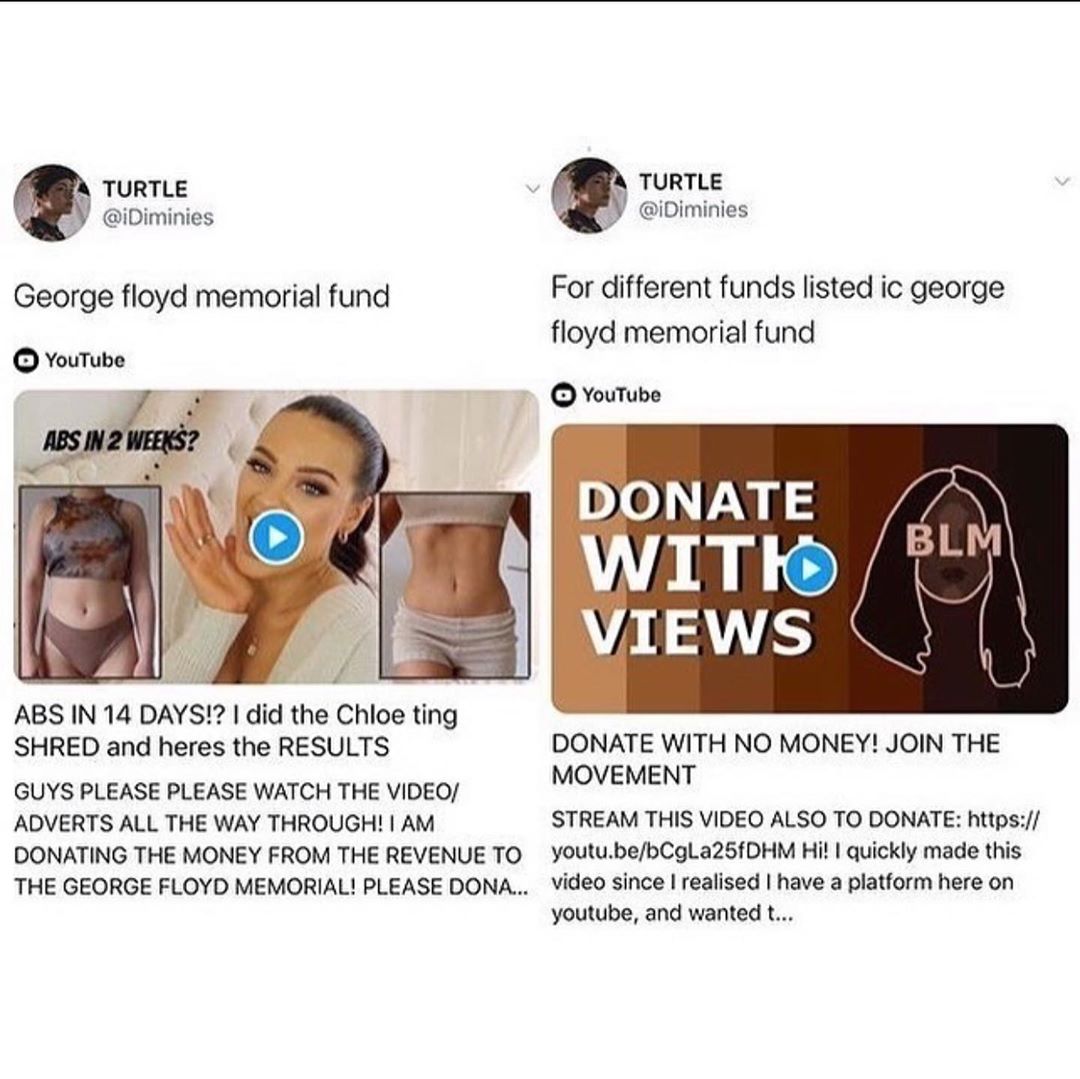 TURTLE
@iDiminies
George floyd memorial fund
YouTube
ABS IN 2 WEEKS?
ABS IN 14 DAYS!? I did the Chloe ting
SHRED and heres the RESULTS
GUYS PLEASE PLEASE WATCH THE VIDEO/
ADVERTS ALL THE WAY THROUGH! I AM
DONATING THE MONEY FROM THE REVENUE TO
THE GEORGE FLOYD MEMORIAL! PLEASE DONA...
TURTLE
@iDiminies
For different funds listed ic george
floyd memorial fund
YouTube
DONATE
WITH
VIEWS
BLM
DONATE WITH NO MONEY! JOIN THE
MOVEMENT
STREAM THIS VIDEO ALSO TO DONATE: https://
youtu.be/bCgLa25fDHM Hi! I quickly made this
video since I realised I have a platform here on
youtube, and wanted t...